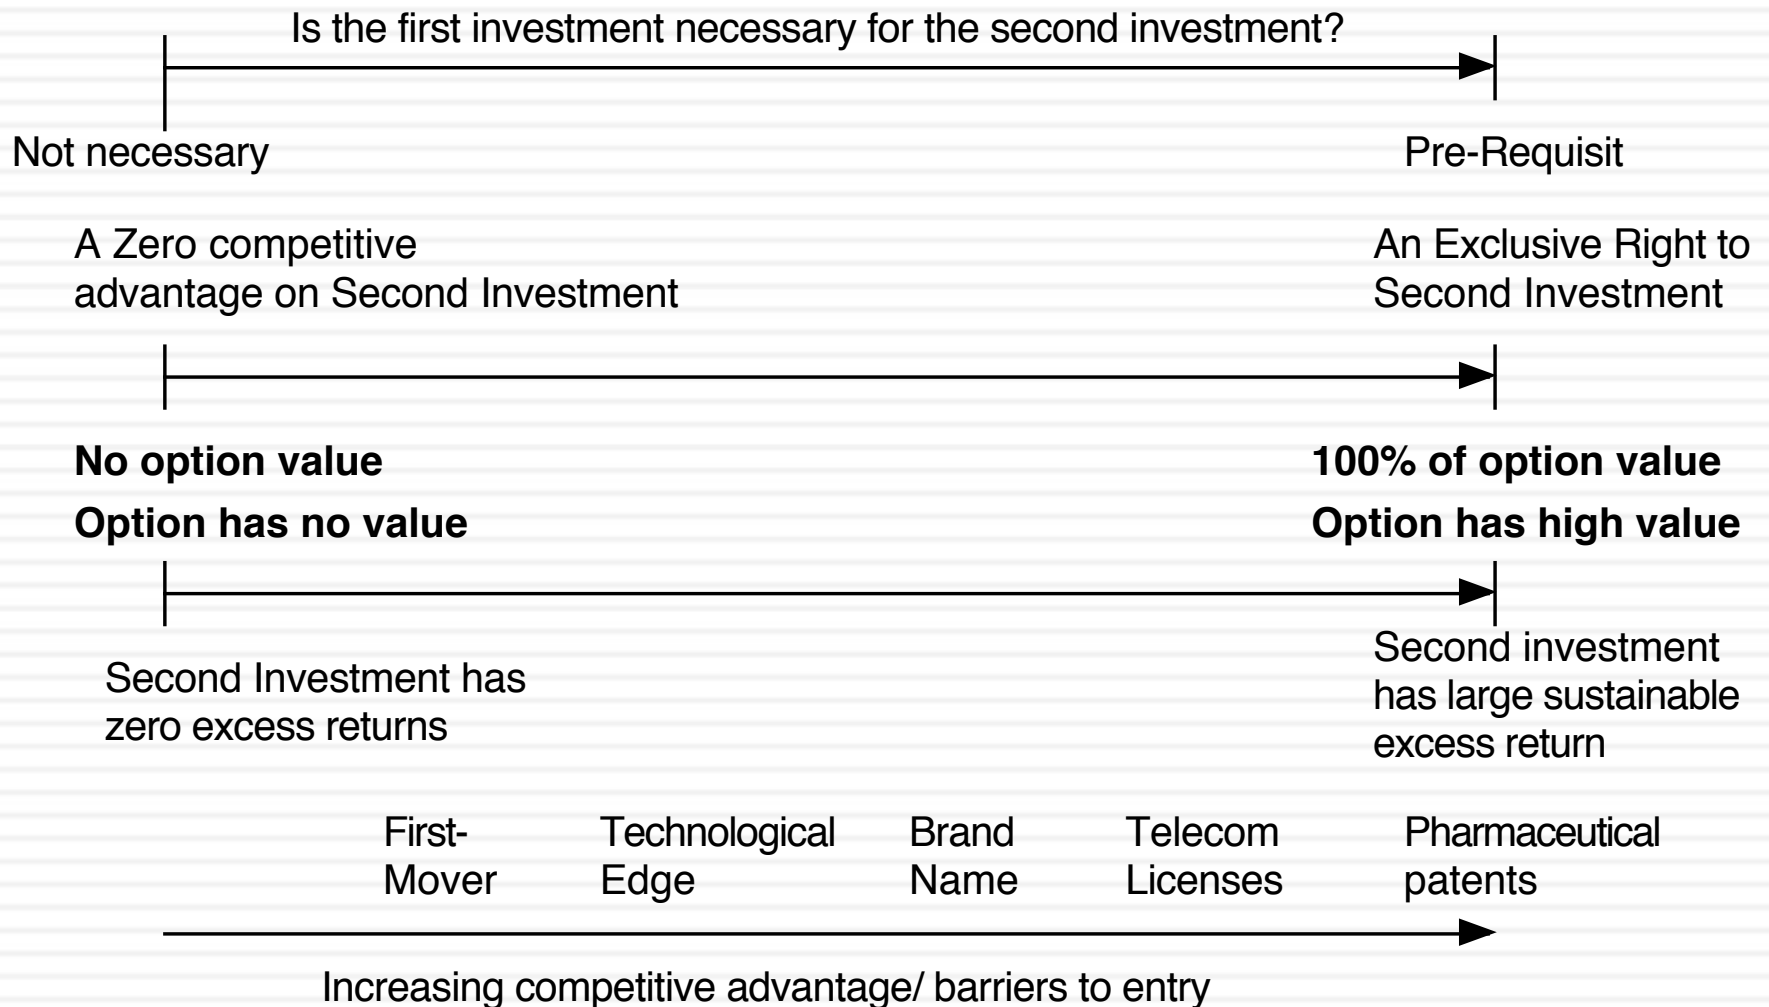 Is the first investment necessary for the second investment?
Not necessary
Pre-Requisit
A Zero competitive
advantage on Second Investment
An Exclusive Right to
Second Investment
No option value
Option has no value
100% of option value
Option has high value
Second Investment has
zero excess returns
Second investment
has large sustainable
excess return
First-
Mover
Technological
Edge
Brand
Name
Telecom
Licenses
Pharmaceutical
patents
Increasing competitive advantage/ barriers to entry